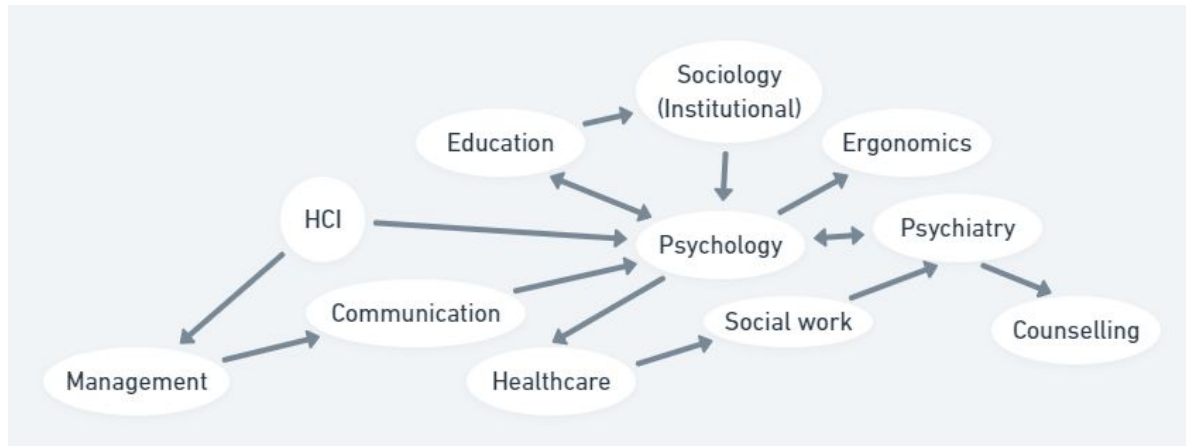 Sociology
(Institutional)
Education
Ergonomics
HCI
Psychology
Psychiatry
Communication
Social work
Counselling
Management
Healthcare